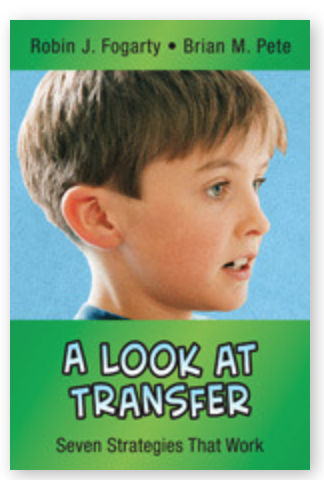 Robin J. Fogarty • Brian M. Pete
A LOOK AT
TRANSFER
Seven Strategies That Work